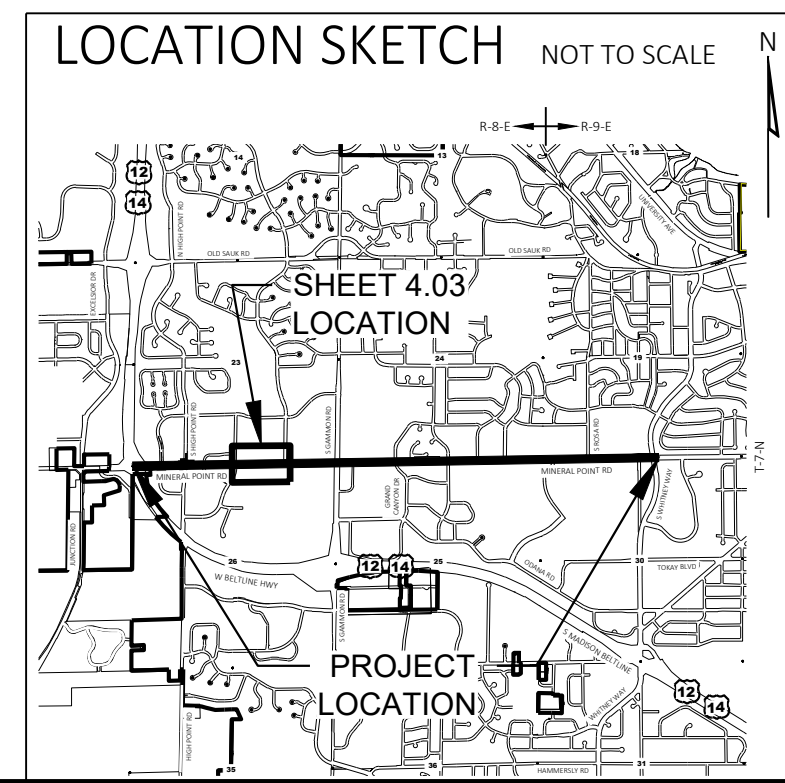 LOCATION SKETCH NOT TO SCALE
N
R-8-E R-9-E
14
13
18
12
14
N HIGH POINT RD
UNIVERSITY AVE
OLD SAUK RD
OLD SAUK RD
EXCELSIOR DR
SHEET 4.03
LOCATION
23
24
19
S HIGH POINT RD
S GAMMON RD
S ROSA RD
MINERAL POINT RD
MINERAL POINT RD
T-7-N
GRAND
CANYON DR
S WHITNEY WAY
JUNCTION RD
26
12
14
25
30
ODANA RD
TOKAY BLVD
W BELTLINE HWY
S GAMMON RD
S MADISON BELTLINE
PROJECT
LOCATION
12
14
WHITNEY WAY
HIGH POINT RD
35
36
31
HAMMERSLY RD